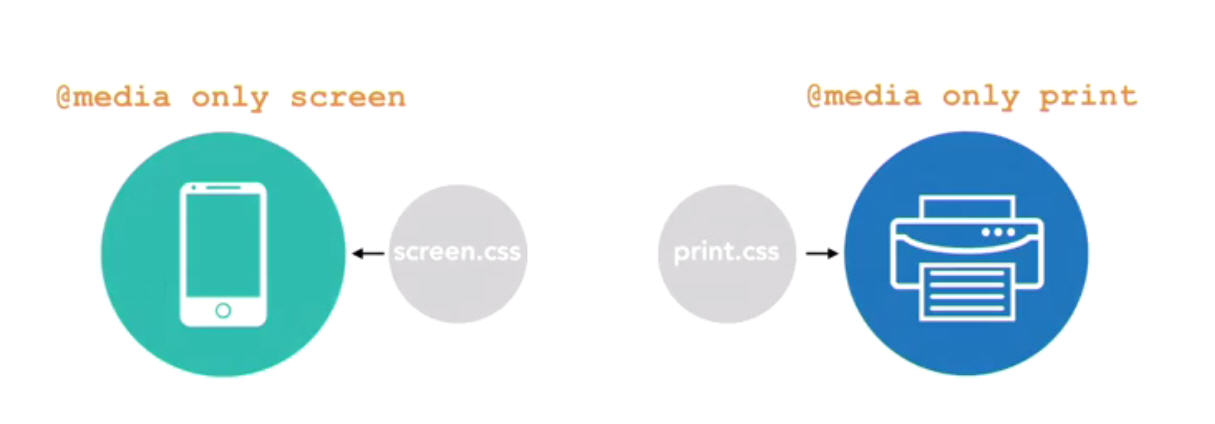 @media only screen
@media only print
screen.css
print.css